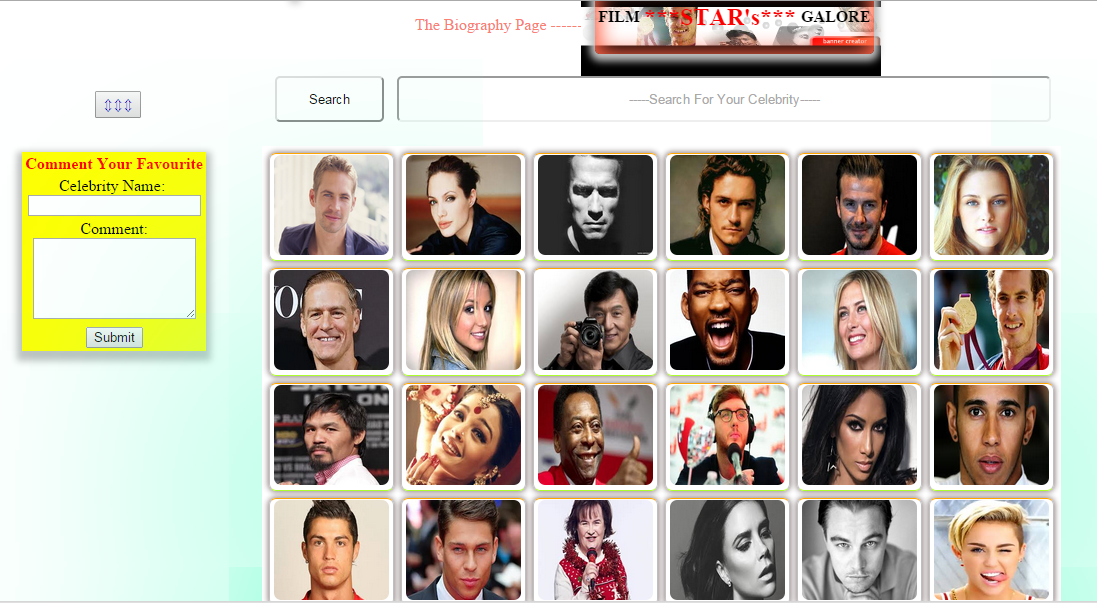 The Biography Page ------
FILM ***STAR's*** GALORE
banner creator
Search
-----Search For Your Celebrity-----
⇕⇕⇕
Comment Your Favourite
Celebrity Name:
Comment:
Submit